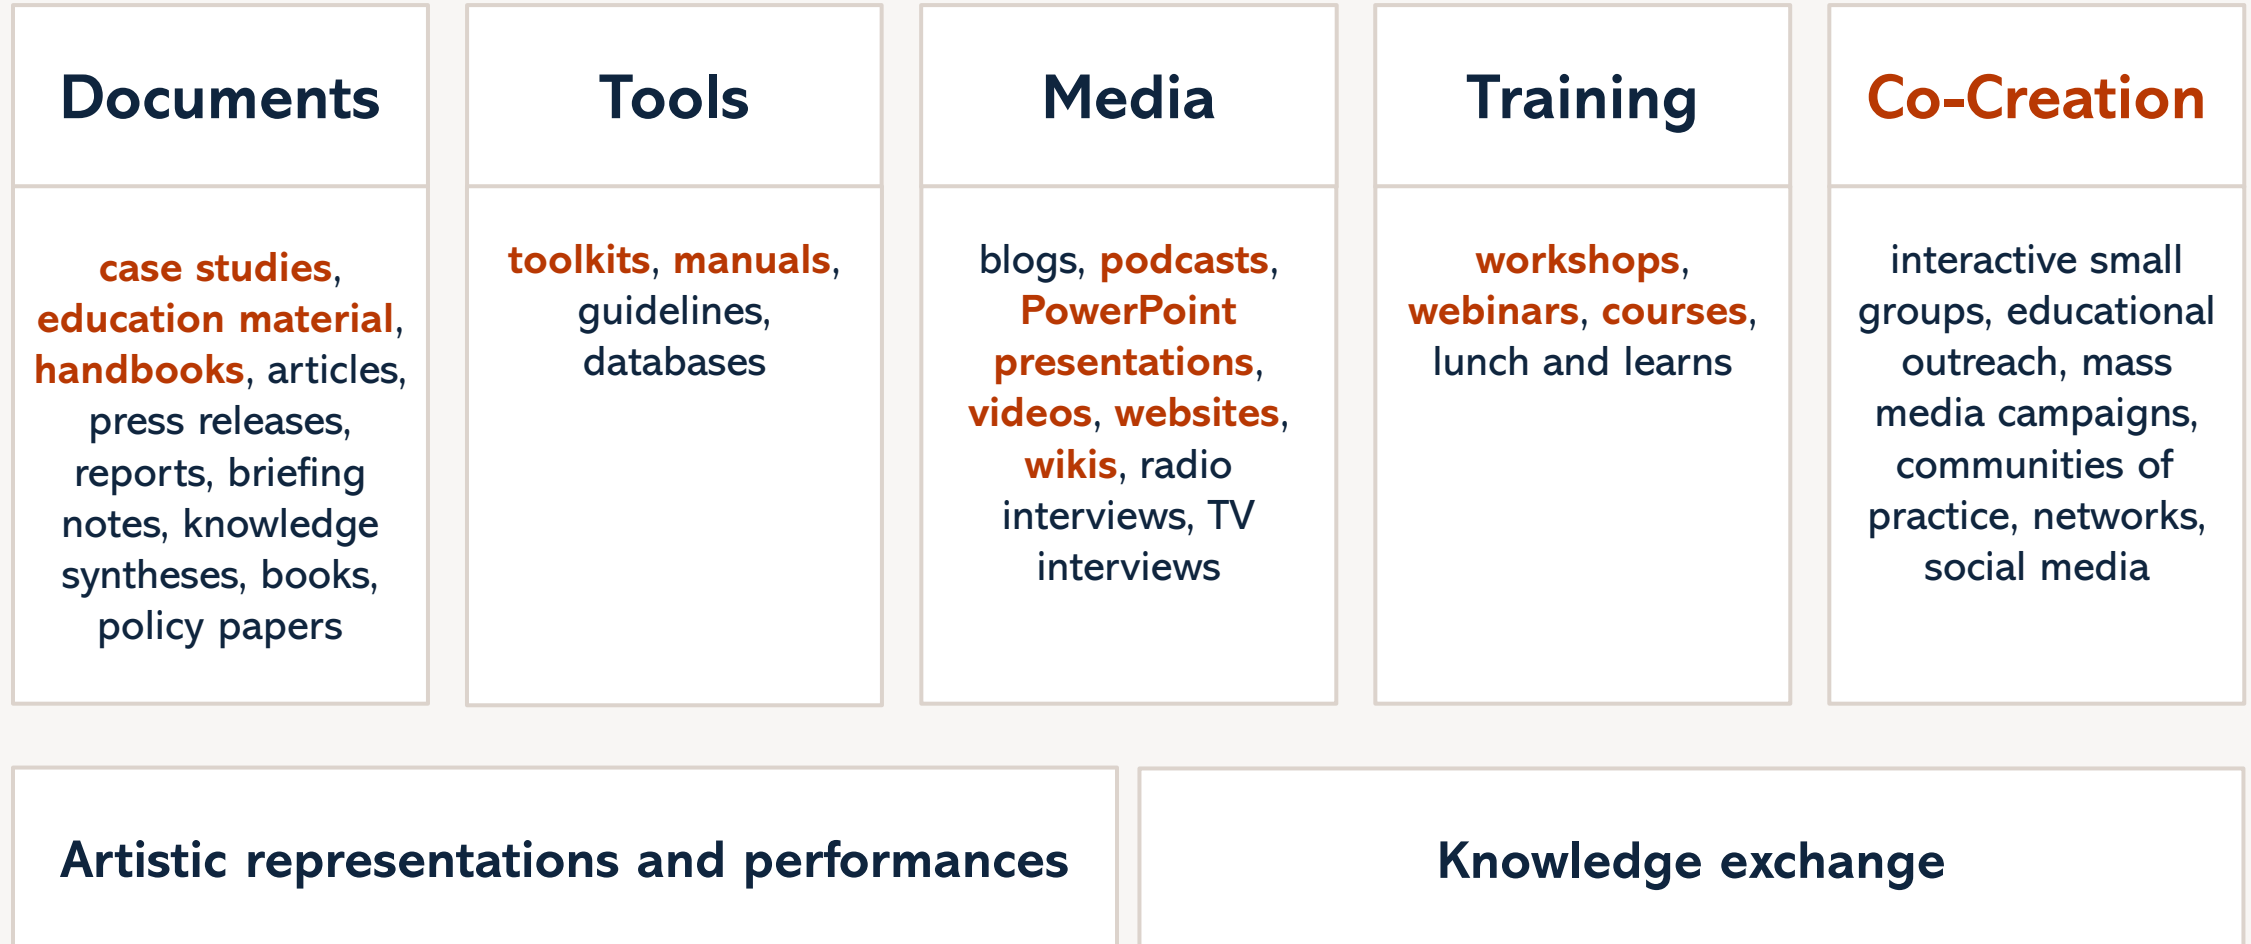 Documents
case studies,
education material,
handbooks, articles,
press releases,
reports, briefing
notes, knowledge
syntheses, books,
policy papers
Tools
toolkits, manuals,
guidelines,
databases
Media
blogs, podcasts,
PowerPoint
presentations,
videos, websites,
wikis, radio
interviews, TV
interviews
Training
workshops,
webinars, courses,
lunch and learns
Co-Creation
interactive small
groups, educational
outreach, mass
media campaigns,
communities of
practice, networks,
social media
Artistic representations and performances
Knowledge exchange